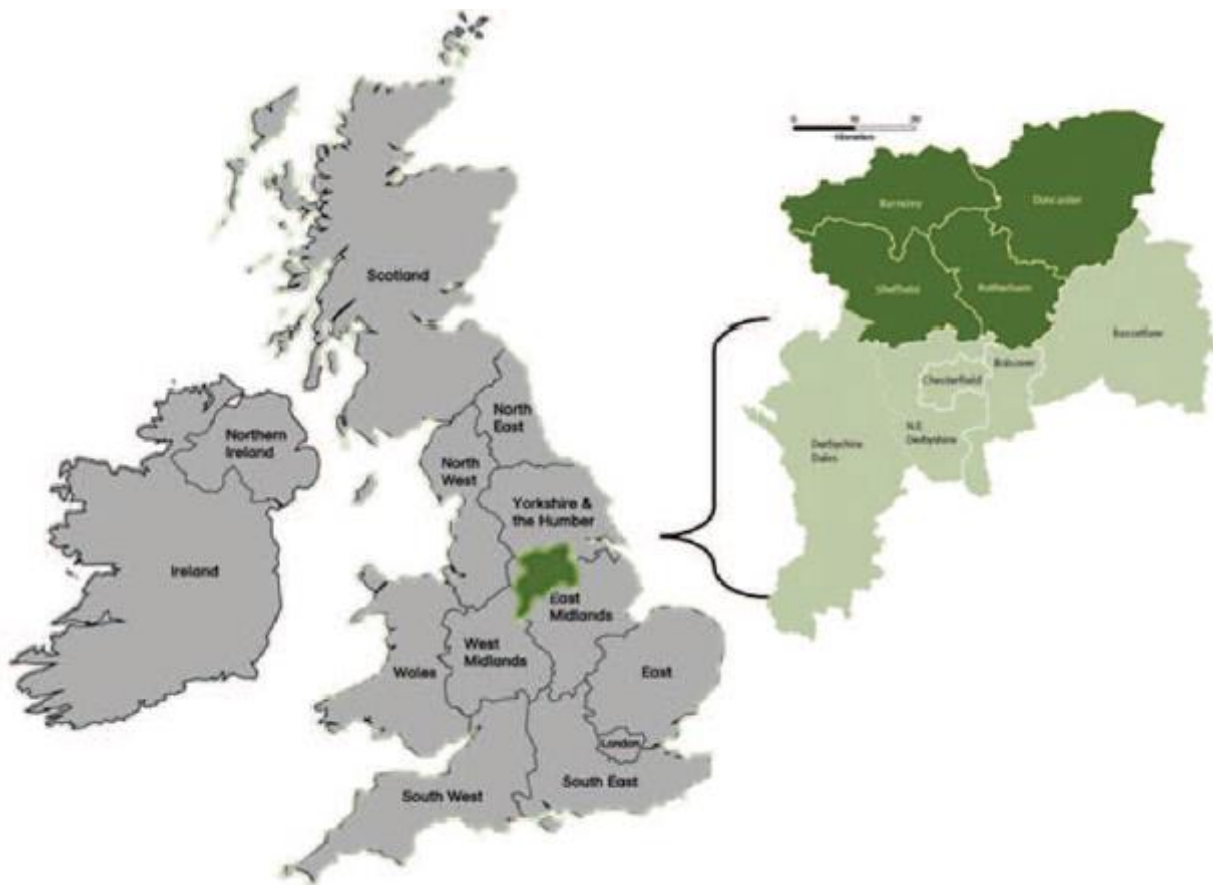 Scotland
Northern
Ireland
Ireland
North
East
North
West
Yorkshire &
the Humber
East
Midlands
West
Midlands
Wales
East
London
South East
South West
0
Barnsley
Doncaster
Sheffield
Rotherham
Bassetlaw
Bolsover
Chesterfield
N.E
Derbyshire
Derbyshire
Dales